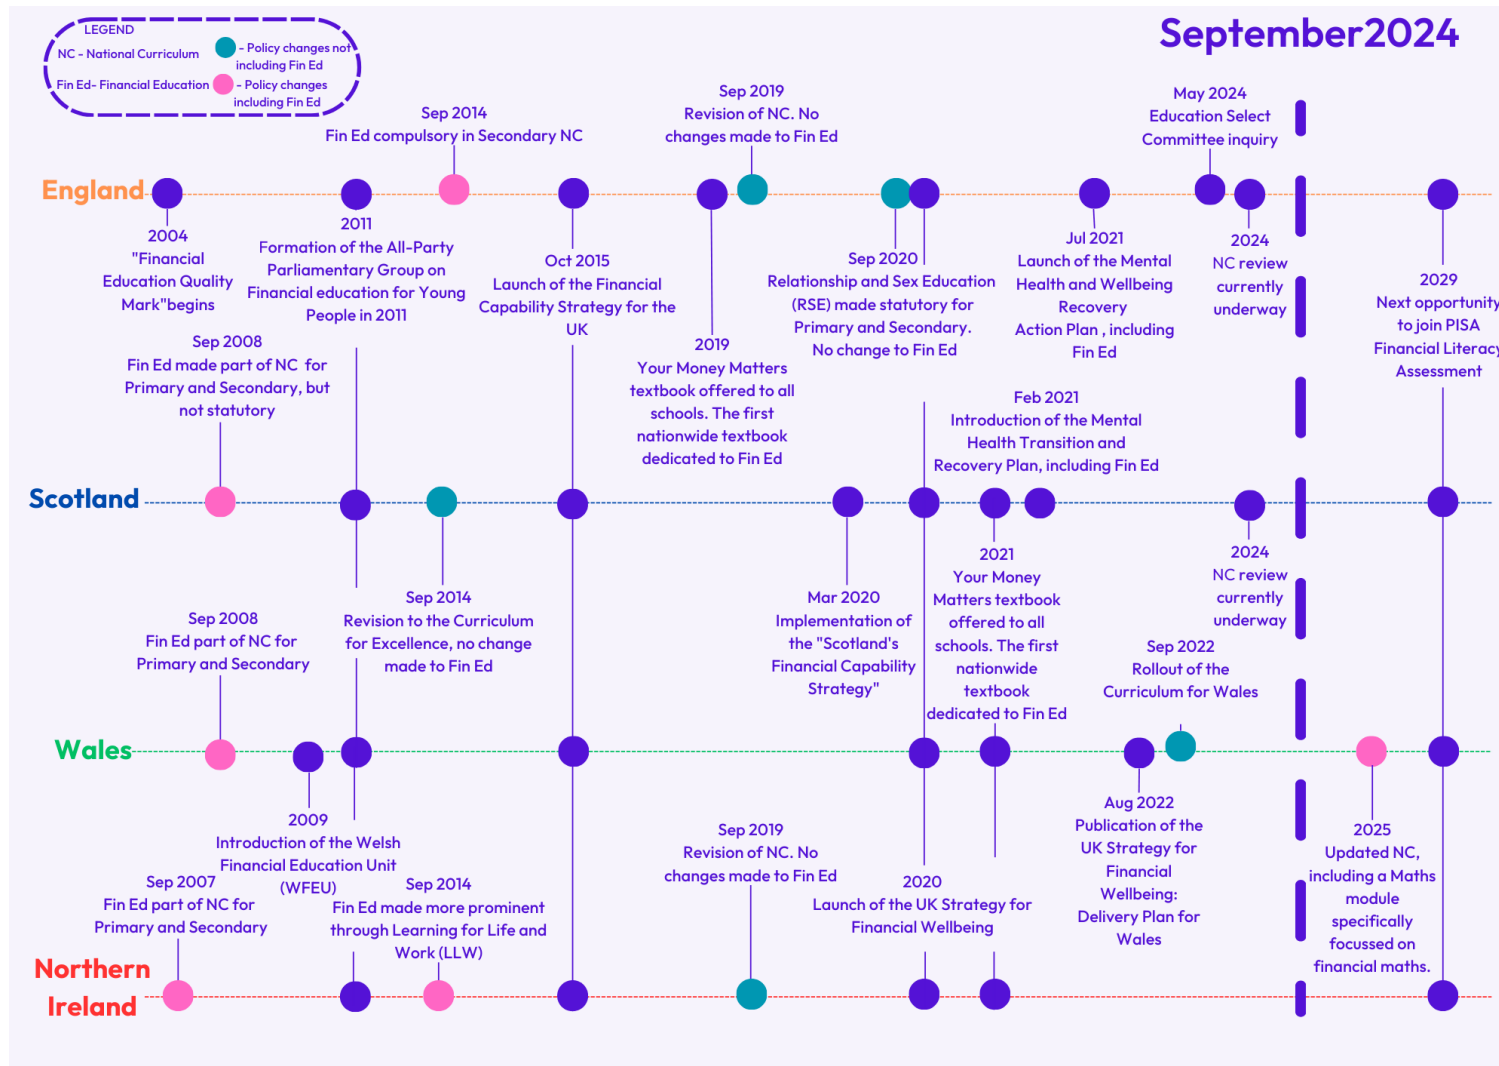 September2024
LEGEND
NC - National Curriculum
- Policy changes not
including Fin Ed
Fin Ed- Financial Education
- Policy changes
including Fin Ed
England
Sep 2014
Fin Ed compulsory in Secondary NC
Sep 2019
Revision of NC. No
changes made to Fin Ed
May 2024
Education Select
Committee inquiry
2004
"Financial
Education Quality
Mark"begins
2011
Formation of the All-Party
Parliamentary Group on
Financial education for Young
People in 2011
Oct 2015
Launch of the Financial
Capability Strategy for the
UK
2019
Your Money Matters
textbook offered to all
schools. The first
nationwide textbook
dedicated to Fin Ed
Sep 2020
Relationship and Sex Education
(RSE) made statutory for
Primary and Secondary.
No change to Fin Ed
Jul 2021
Launch of the Mental
Health and Wellbeing
Recovery
Action Plan , including
Fin Ed
2024
NC review
currently
underway
2029
Next opportunity
to join PISA
Financial Literacy
Assessment
Scotland
Sep 2008
Fin Ed made part of NC for
Primary and Secondary, but
not statutory
Feb 2021
Introduction of the Mental
Health Transition and
Recovery Plan, including Fin Ed
Sep 2014
Revision to the Curriculum
for Excellence, no change
made to Fin Ed
Mar 2020
Implementation of
the "Scotland's
Financial Capability
Strategy"
2021
Your Money
Matters textbook
offered to all
schools. The first
nationwide
textbook
dedicated to Fin Ed
2024
NC review
currently
underway
Wales
Sep 2008
Fin Ed part of NC for
Primary and Secondary
Sep 2022
Rollout of the
Curriculum for Wales
2009
Introduction of the Welsh
Financial Education Unit
(WFEU)
Aug 2022
Publication of the
UK Strategy for
Financial
Wellbeing:
Delivery Plan for
Wales
2025
Updated NC,
including a Maths
module
specifically
focussed on
financial maths.
Northern
Ireland
Sep 2007
Fin Ed part of NC for
Primary and Secondary
Sep 2014
Fin Ed made more prominent
through Learning for Life and
Work (LLW)
Sep 2019
Revision of NC. No
changes made to Fin Ed
2020
Launch of the UK Strategy for
Financial Wellbeing